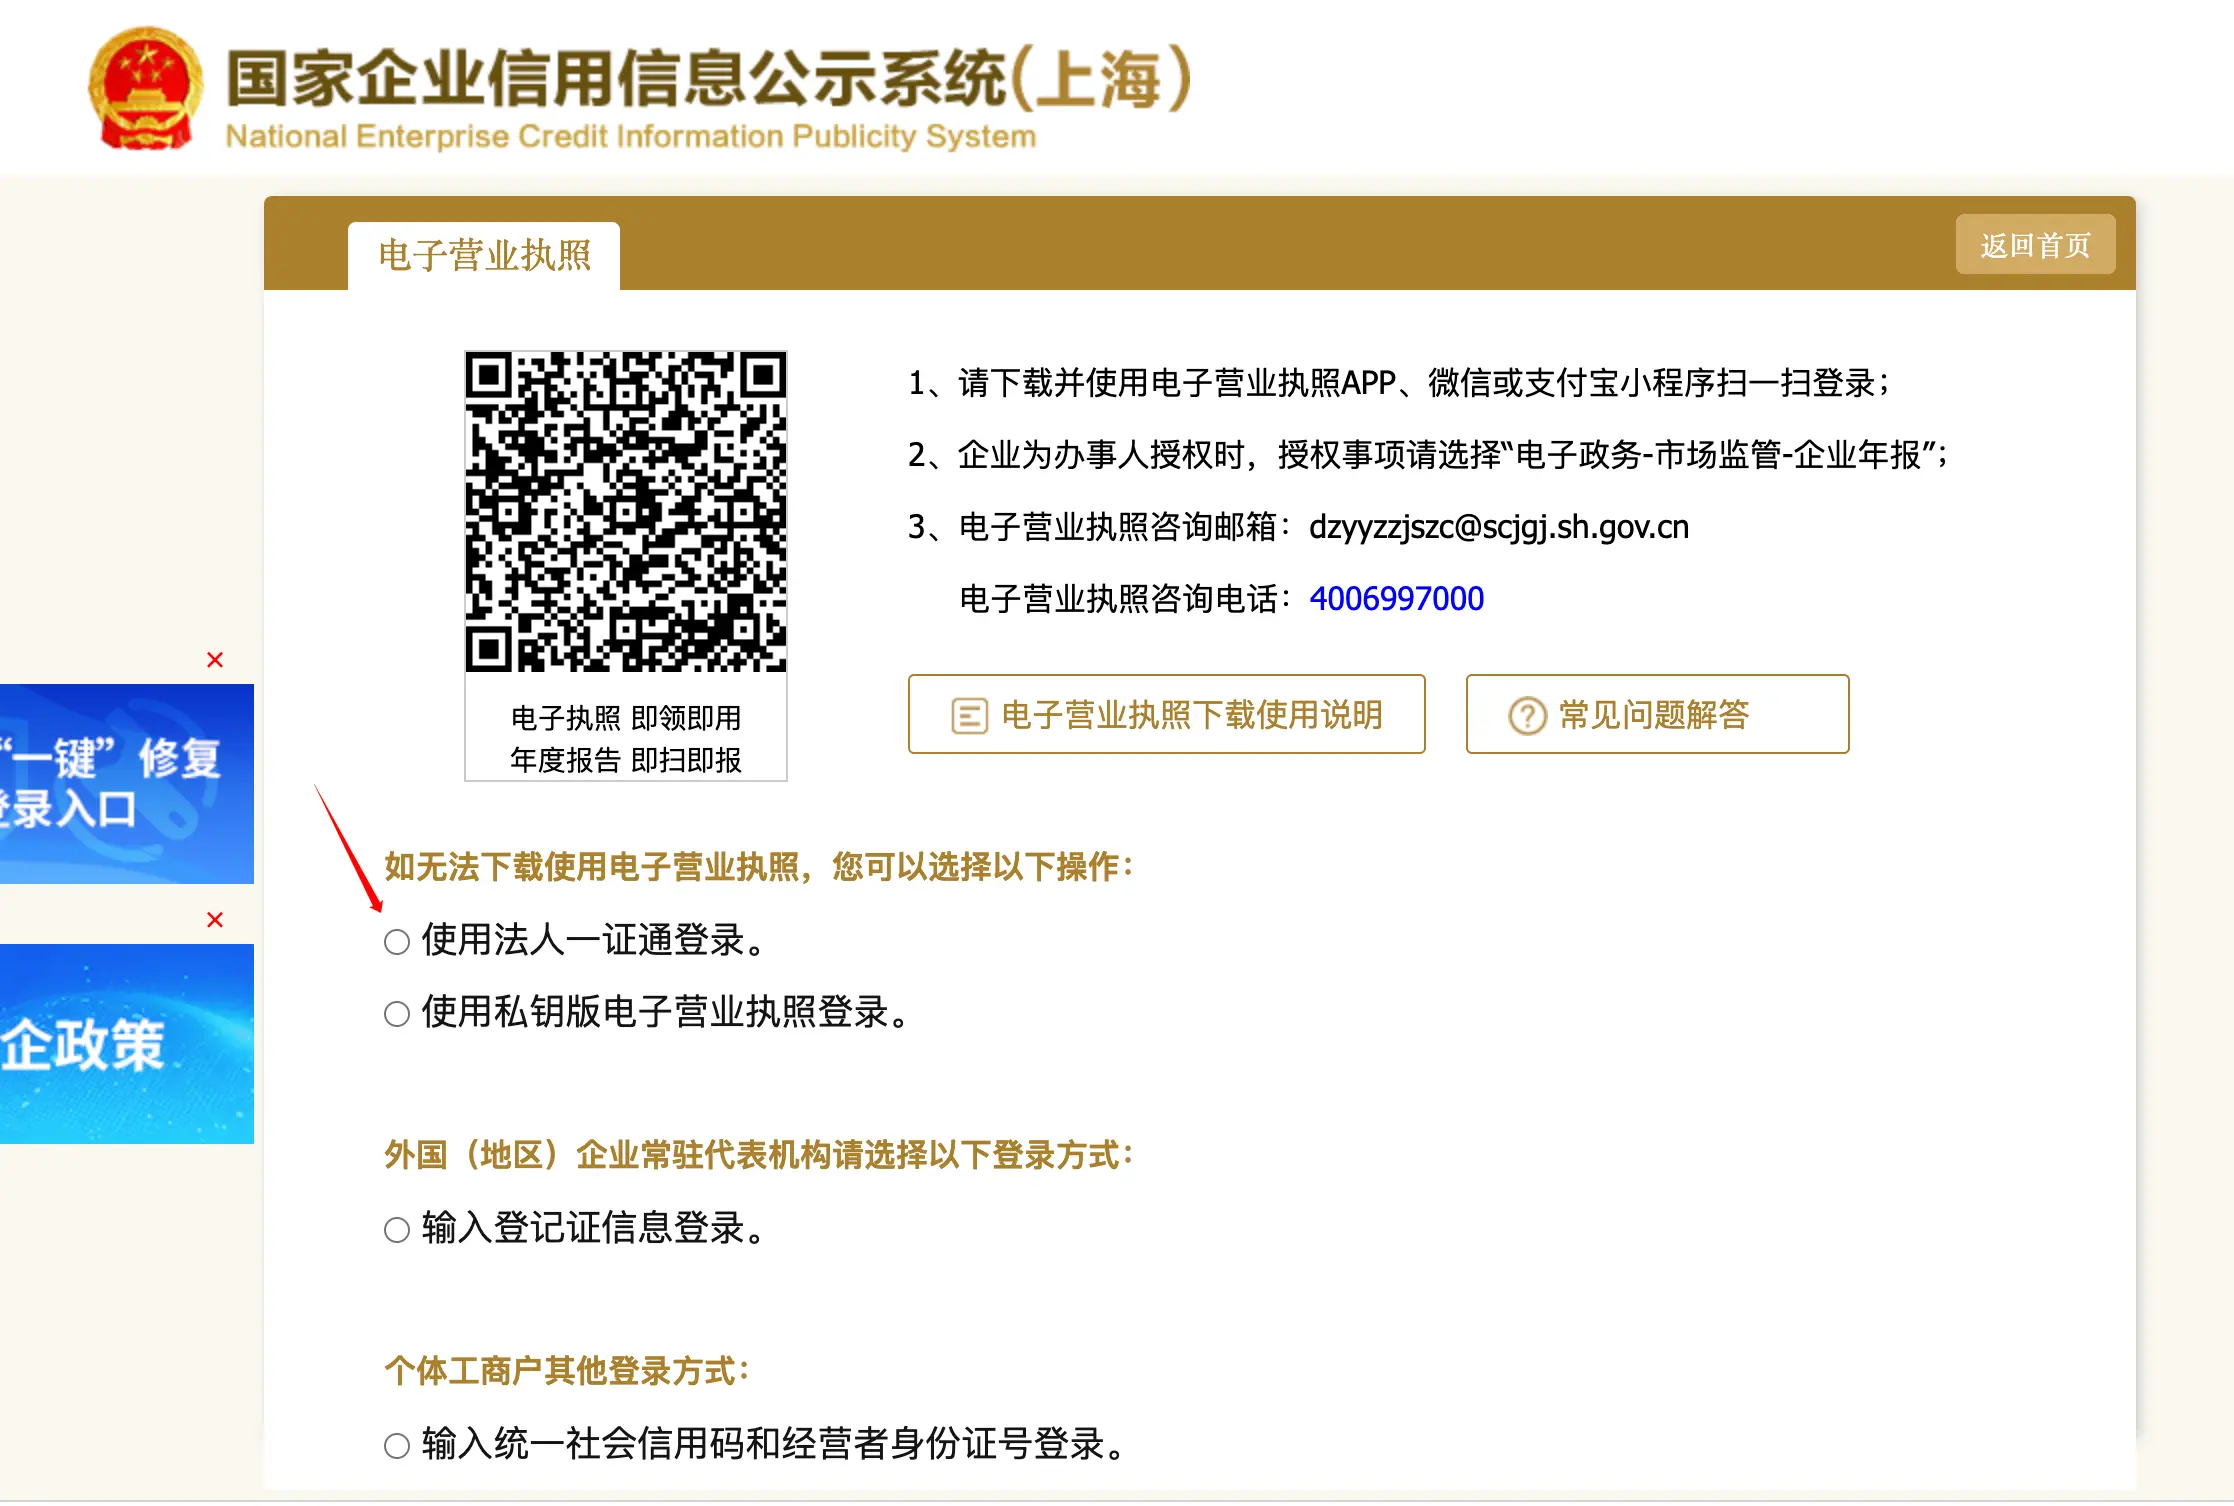 国家企业信用信息公示系统(上海)
National Enterprise Credit Information Publicity System
电子营业执照
返回首页
1、请下载并使用电子营业执照APP、微信或支付宝小程序扫一扫登录；
2、企业为办事人授权时，授权事项请选择“电子政务-市场监管-企业年报”；
3、电子营业执照咨询邮箱：dzyyzzjszc@scjgj.sh.gov.cn
电子营业执照咨询电话：4006997000
电子执照 即领即用
年度报告 即扫即报
电子营业执照下载使用说明
常见问题解答
“一键”修复
登录入口
企政策
如无法下载使用电子营业执照，您可以选择以下操作：
使用法人一证通登录。
使用私钥版电子营业执照登录。
外国（地区）企业常驻代表机构请选择以下登录方式：
输入登记证信息登录。
个体工商户其他登录方式：
输入统一社会信用码和经营者身份证号登录。